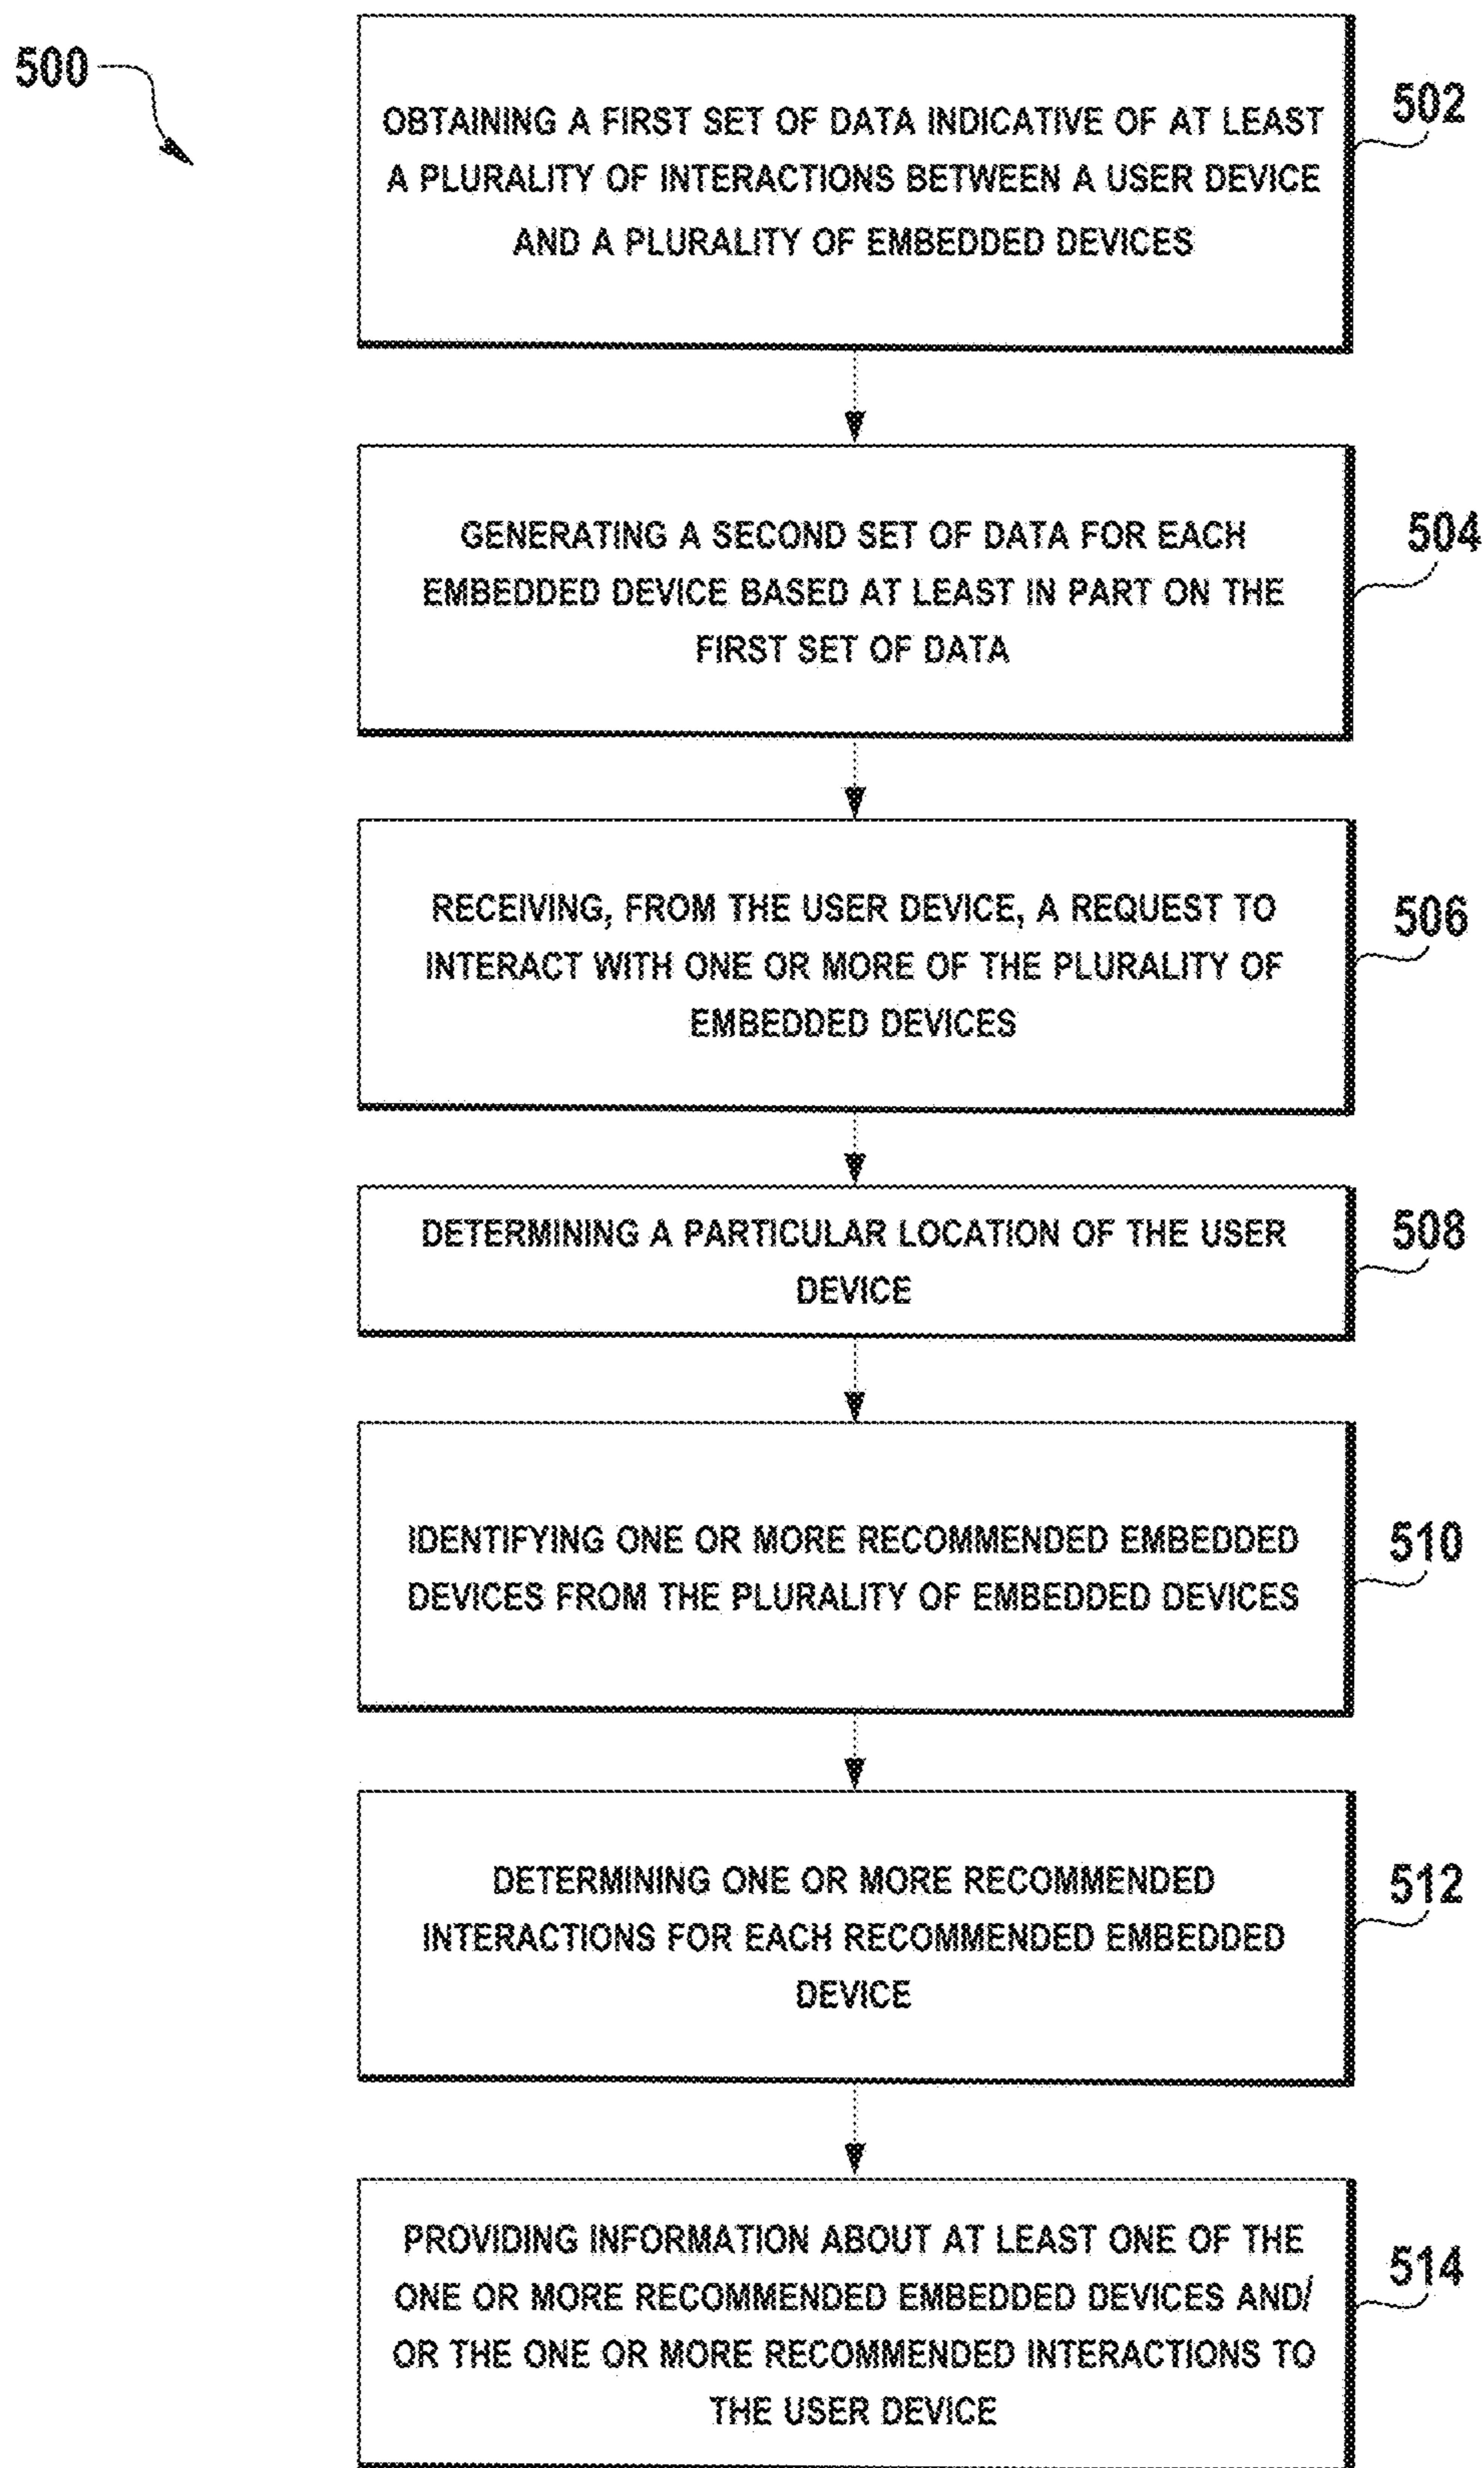 500
OBTAINING A FIRST SET OF DATA INDICATIVE OF AT LEAST
A PLURALITY OF INTERACTIONS BETWEEN A USER DEVICE
AND A PLURALITY OF EMBEDDED DEVICES
502
GENERATING A SECOND SET OF DATA FOR EACH
EMBEDDED DEVICE BASED AT LEAST IN PART ON THE
FIRST SET OF DATA
504
RECEIVING, FROM THE USER DEVICE, A REQUEST TO
INTERACT WITH ONE OR MORE OF THE PLURALITY OF
EMBEDDED DEVICES
506
DETERMINING A PARTICULAR LOCATION OF THE USER
DEVICE
508
IDENTIFYING ONE OR MORE RECOMMENDED EMBEDDED
DEVICES FROM THE PLURALITY OF EMBEDDED DEVICES
510
DETERMINING ONE OR MORE RECOMMENDED
INTERACTIONS FOR EACH RECOMMENDED EMBEDDED
DEVICE
512
PROVIDING INFORMATION ABOUT AT LEAST ONE OF THE
ONE OR MORE RECOMMENDED EMBEDDED DEVICES AND/
OR THE ONE OR MORE RECOMMENDED INTERACTIONS TO
THE USER DEVICE
514